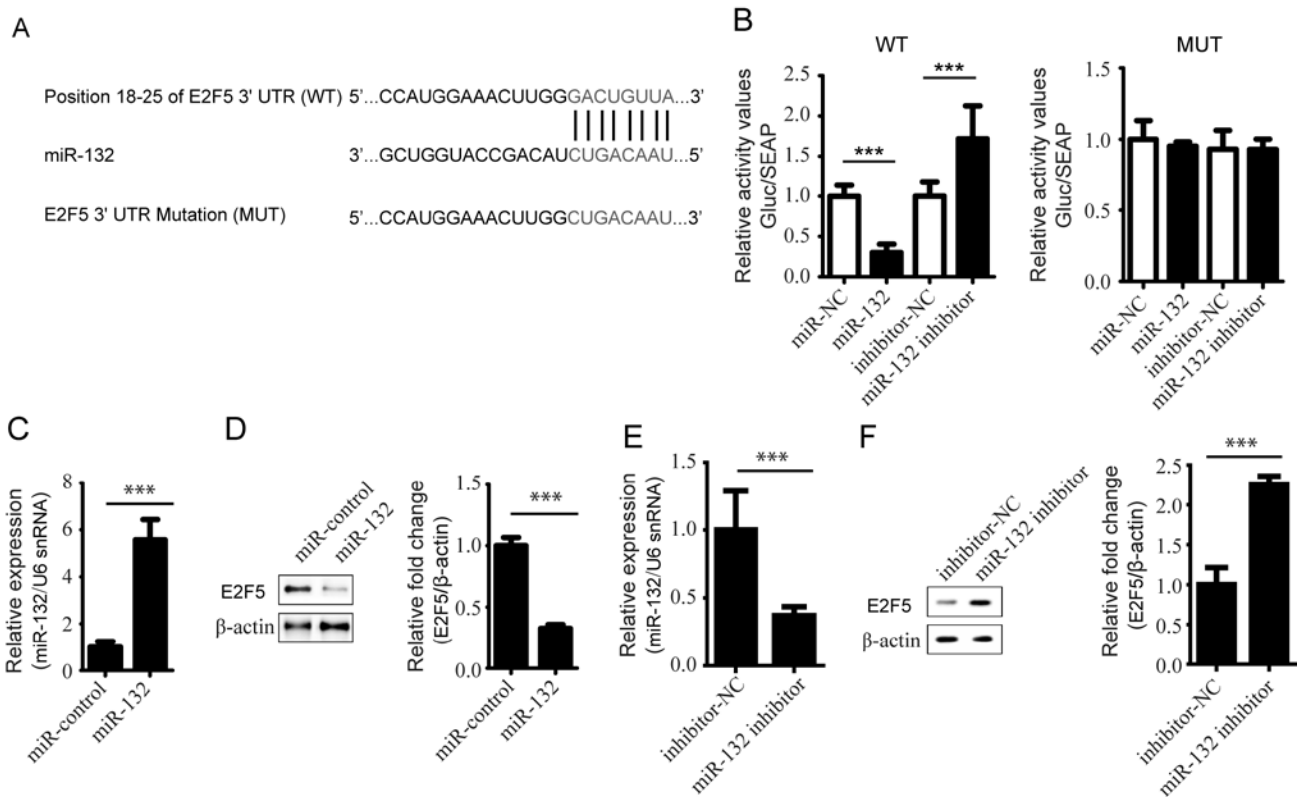 A
Position 18-25 of E2F5 3' UTR (WT) 5'...CCAUGGAAACUUGGGACUGUUA...3'
miR-132 3'...GCUGGUACCGACAUCUGACAAU...5'
E2F5 3' UTR Mutation (MUT) 5'...CCAUGGAAACUUGGCUGACAAU...3'
B
WT
Relative activity values
Gluc/SEAP
2.5
2.0
1.5
1.0
0.5
0.0
***
***
miR-NC
miR-132
inhibitor-NC
miR-132 inhibitor
MUT
Relative activity values
Gluc/SEAP
1.5
1.0
0.5
0.0
miR-NC
miR-132
inhibitor-NC
miR-132 inhibitor
C
Relative expression
(miR-132/U6 snRNA)
8
6
4
2
0
***
miR-control
miR-132
D
miR-control
miR-132
E2F5
β-actin
Relative fold change
(E2F5/β-actin)
1.5
1.0
0.5
0.0
***
miR-control
miR-132
E
Relative expression
(miR-132/U6 snRNA)
1.5
1.0
0.5
0.0
***
inhibitor-NC
miR-132 inhibitor
F
inhibitor-NC
miR-132 inhibitor
E2F5
β-actin
Relative fold change
(E2F5/β-actin)
2.5
2.0
1.5
1.0
0.5
0.0
***
inhibitor-NC
miR-132 inhibitor